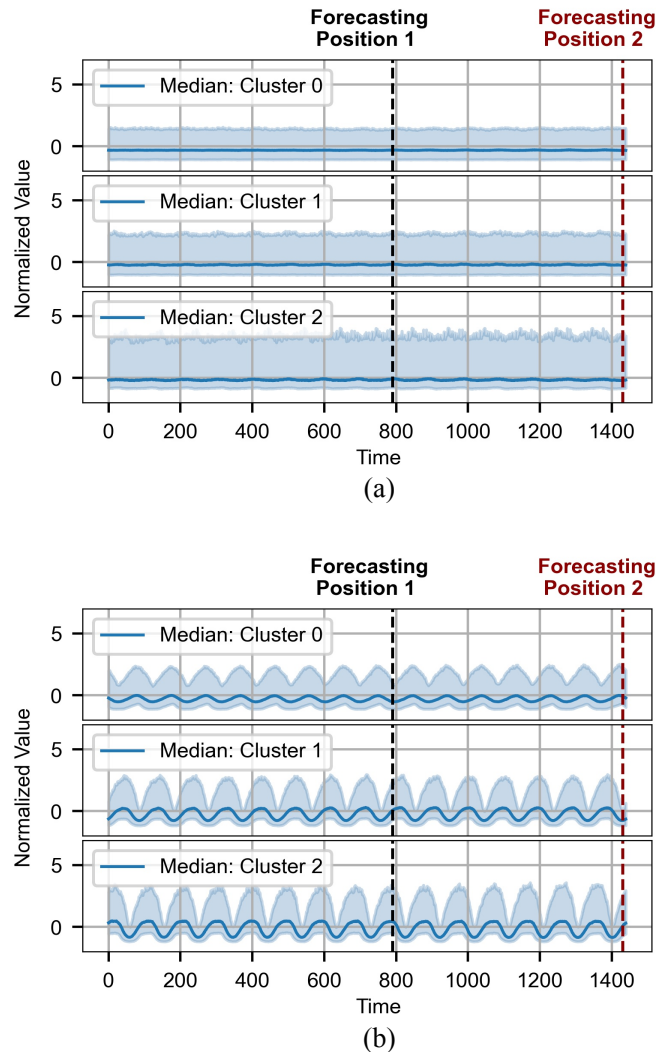 Forecasting Forecasting
Position 1 Position 2
5
Median: Cluster 0
0
5
Median: Cluster 1
0
Normalized Value
5
Median: Cluster 2
0
0 200 400 600 800 1000 1200 1400
Time
(a)
Forecasting Forecasting
Position 1 Position 2
5
Median: Cluster 0
0
5
Median: Cluster 1
0
Normalized Value
5
Median: Cluster 2
0
0 200 400 600 800 1000 1200 1400
Time
(b)